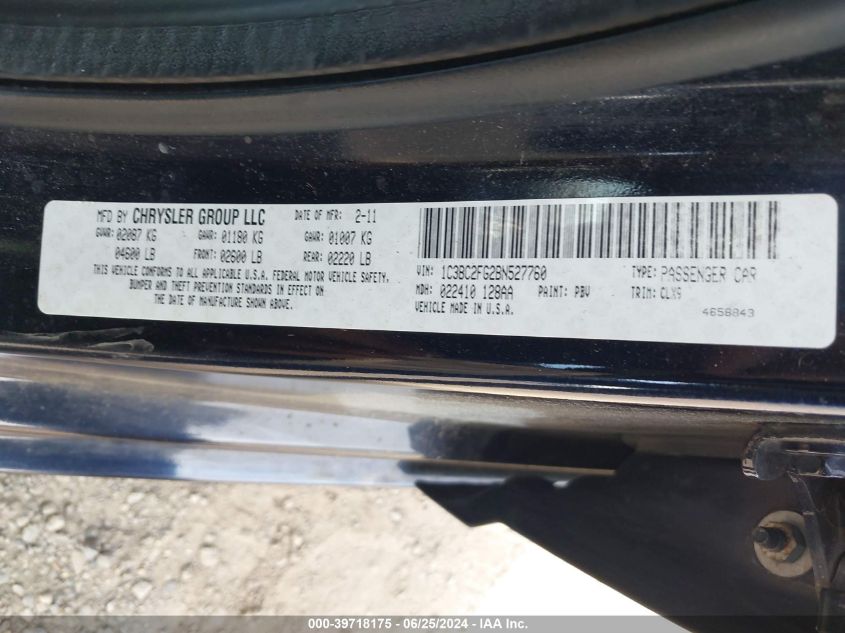 MFD BY CHRYSLER GROUP LLC DATE OF MFR: 2-11
GVWR: 02087 KG GAWR: 01180 KG GAWR: 01007 KG
04600 LB FRONT: 02600 LB REAR: 02220 LB
THIS VEHICLE CONFORMS TO ALL APPLICABLE U.S.A. FEDERAL MOTOR VEHICLE SAFETY,
BUMPER AND THEFT PREVENTION STANDARDS IN EFFECT ON THE
DATE OF MANUFACTURE SHOWN ABOVE.
VIN: 1C3BC2FG2BN527760 TYPE: PASSENGER CAR
MDH: 022410 128AA PAINT: PBV TRIM: CLX9
VEHICLE MADE IN U.S.A. 4658843
000-39718175 - 06/25/2024 - IAAI.COM